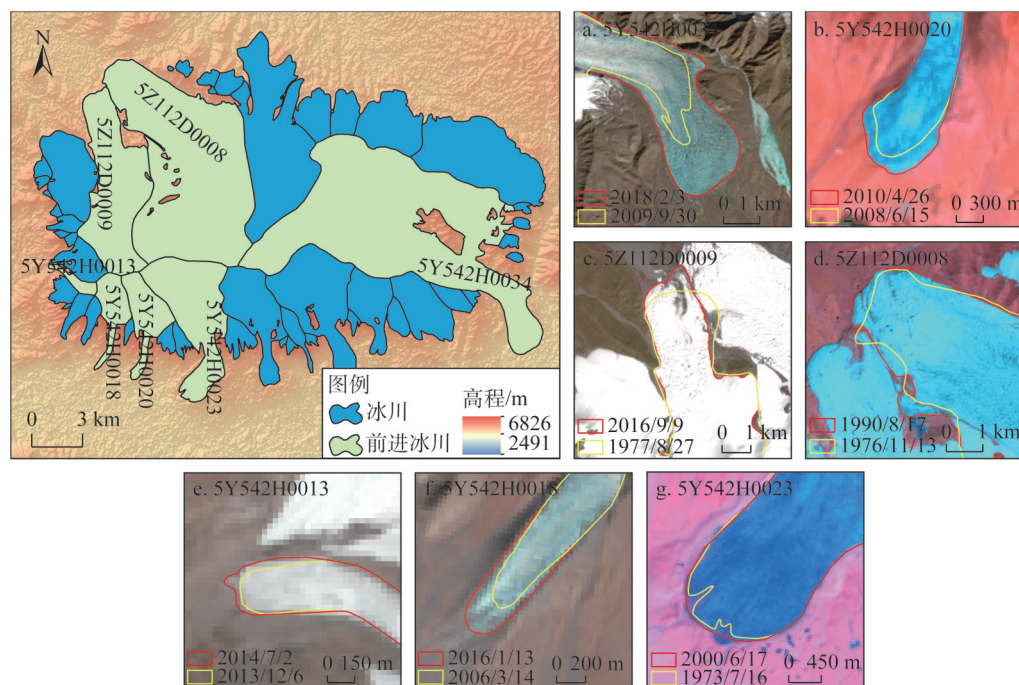 N
5Z112D0008
5Z112D0009
5Y542H0013
5Y542H0018
5Y542H0020
5Y542H0023
5Y542H0034
图例
冰川
前进冰川
高程/m
6826
2491
0 3 km
a. 5Y542H0034
2018/2/3
2009/9/30
0 1 km
b. 5Y542H0020
2010/4/26
2008/6/15
0 300 m
c. 5Z112D0009
2016/9/9
1977/8/27
0 1 km
d. 5Z112D0008
1990/8/17
1976/11/13
0 1 km
e. 5Y542H0013
2014/7/2
2013/12/6
0 150 m
f. 5Y542H0018
2016/1/13
2006/3/14
0 200 m
g. 5Y542H0023
2000/6/17
1973/7/16
0 450 m